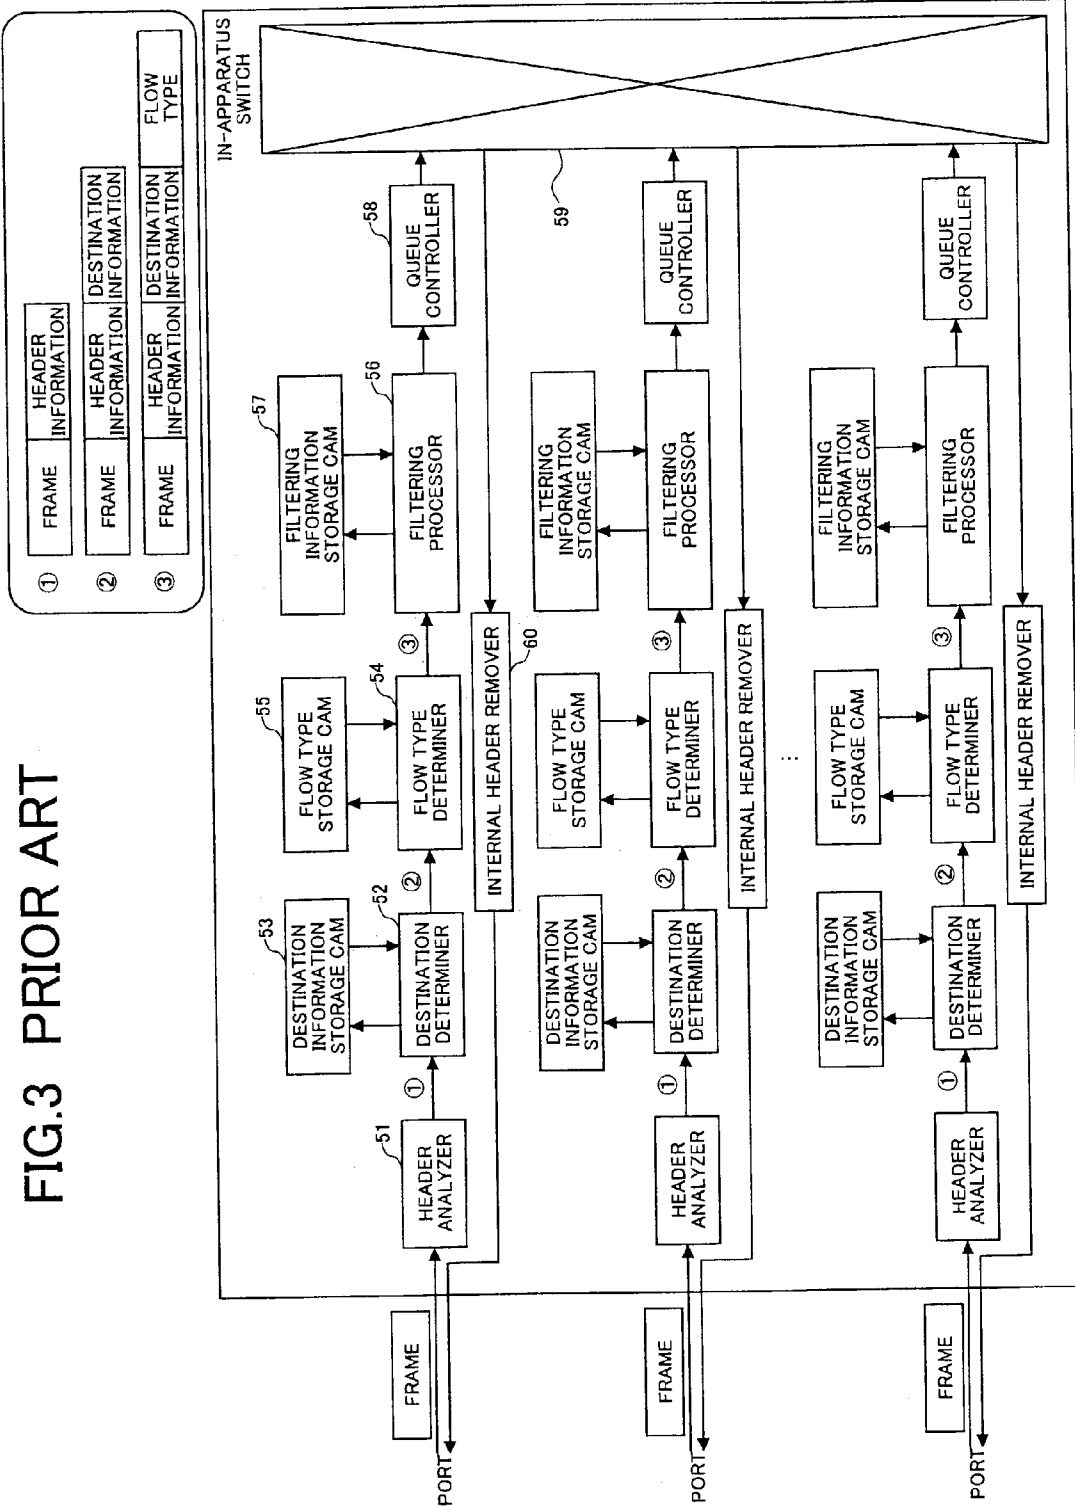 FIG.3 PRIOR ART
① FRAME HEADER INFORMATION
② FRAME HEADER INFORMATION DESTINATION INFORMATION
③ FRAME HEADER INFORMATION DESTINATION INFORMATION FLOW TYPE
IN-APPARATUS
SWITCH
59
PORT
FRAME
HEADER
ANALYZER
51
①
DESTINATION
INFORMATION
STORAGE CAM
53
DESTINATION
DETERMINER
52
②
FLOW TYPE
STORAGE CAM
55
FLOW TYPE
DETERMINER
54
③
FILTERING
INFORMATION
STORAGE CAM
57
FILTERING
PROCESSOR
56
QUEUE
CONTROLLER
58
INTERNAL HEADER REMOVER
60
PORT
FRAME
HEADER
ANALYZER
①
DESTINATION
INFORMATION
STORAGE CAM
DESTINATION
DETERMINER
②
FLOW TYPE
STORAGE CAM
FLOW TYPE
DETERMINER
③
FILTERING
INFORMATION
STORAGE CAM
FILTERING
PROCESSOR
QUEUE
CONTROLLER
INTERNAL HEADER REMOVER
...
PORT
FRAME
HEADER
ANALYZER
①
DESTINATION
INFORMATION
STORAGE CAM
DESTINATION
DETERMINER
②
FLOW TYPE
STORAGE CAM
FLOW TYPE
DETERMINER
③
FILTERING
INFORMATION
STORAGE CAM
FILTERING
PROCESSOR
QUEUE
CONTROLLER
INTERNAL HEADER REMOVER